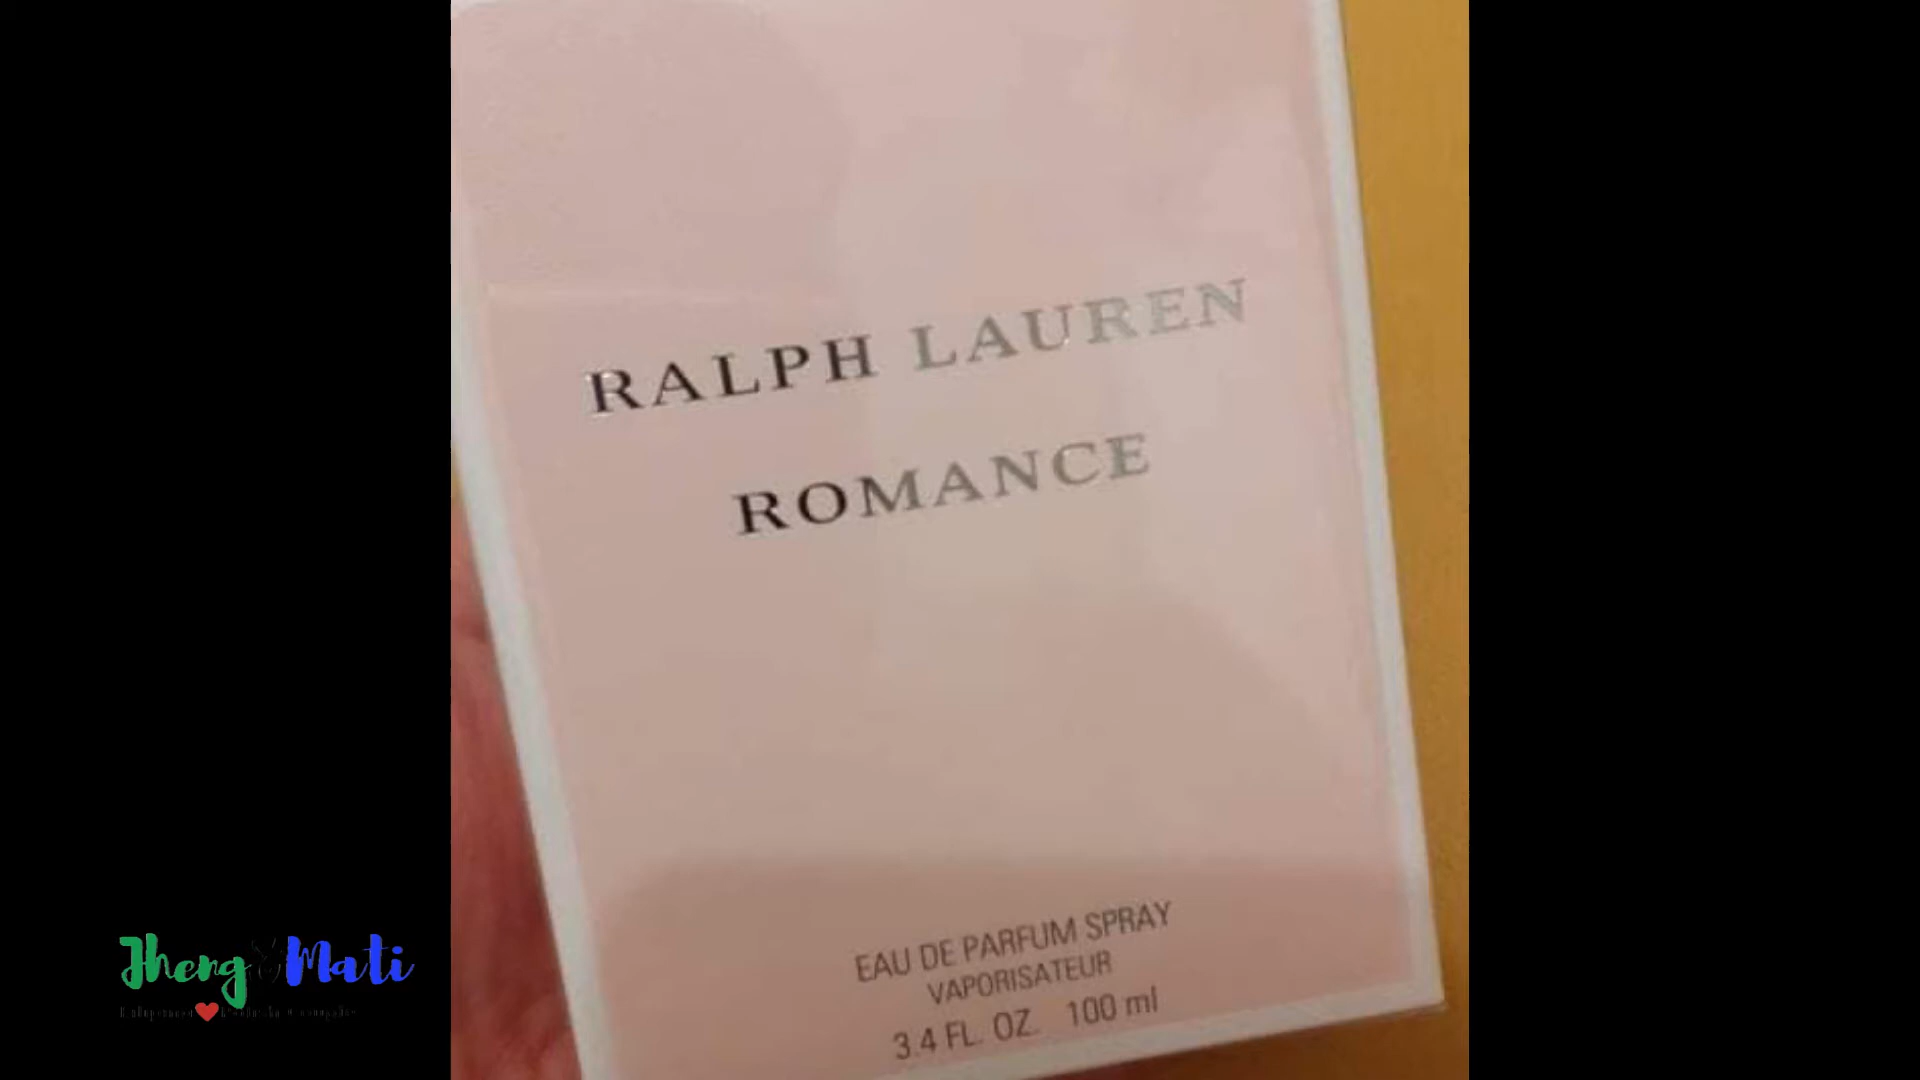 RALPH LAUREN
ROMANCE
EAU DE PARFUM SPRAY
VAPORISATEUR
3.4 FL. OZ. 100 ml
Jheng Mati